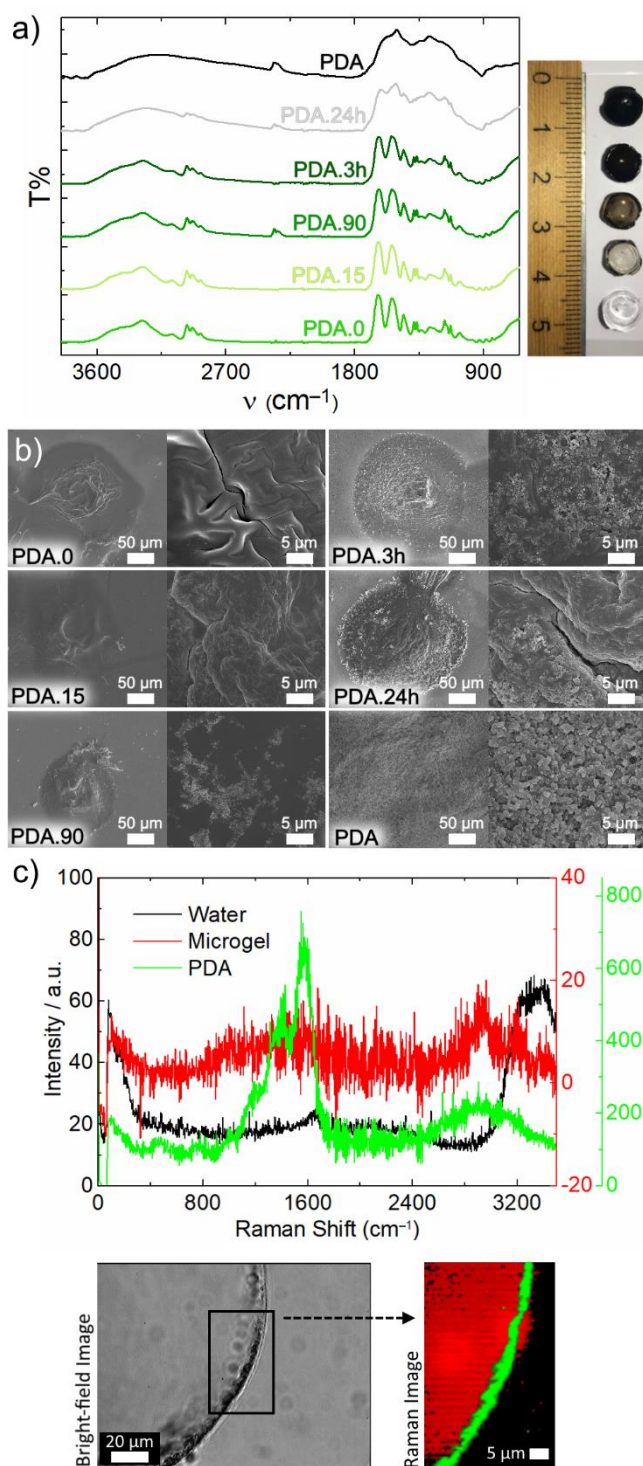 a)
PDA
PDA.24h
PDA.3h
PDA.90
PDA.15
PDA.0
T%
3600 2700 1800 900
ν (cm⁻¹)
0
1
2
3
4
5
b)
50 µm 5 µm 50 µm 5 µm
PDA.0 PDA.3h
50 µm 5 µm 50 µm 5 µm
PDA.15 PDA.24h
50 µm 5 µm 50 µm 5 µm
PDA.90 PDA
c)
Water
Microgel
PDA
Intensity / a.u.
100
80
60
40
20
0
40
20
0
-20
800
600
400
200
0
0 800 1600 2400 3200
Raman Shift (cm⁻¹)
Bright-field Image
20 µm
Raman Image
5 µm